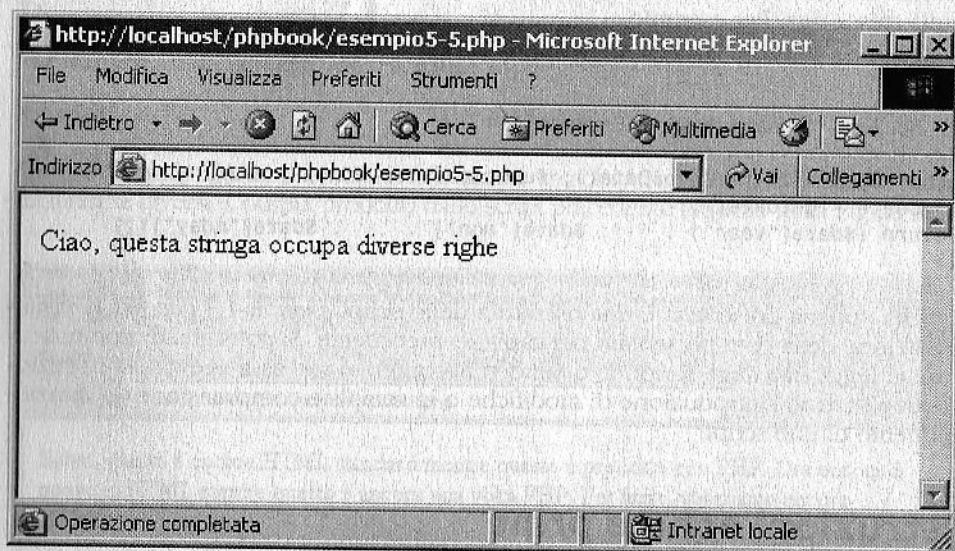 http://localhost/phpbook/esempio5-5.php - Microsoft Internet Explorer
File Modifica Visualizza Preferiti Strumenti ?
Indietro Cerca Preferiti Multimedia »
Indirizzo http://localhost/phpbook/esempio5-5.php Vai Collegamenti »
Ciao, questa stringa occupa diverse righe
Operazione completata Intranet locale